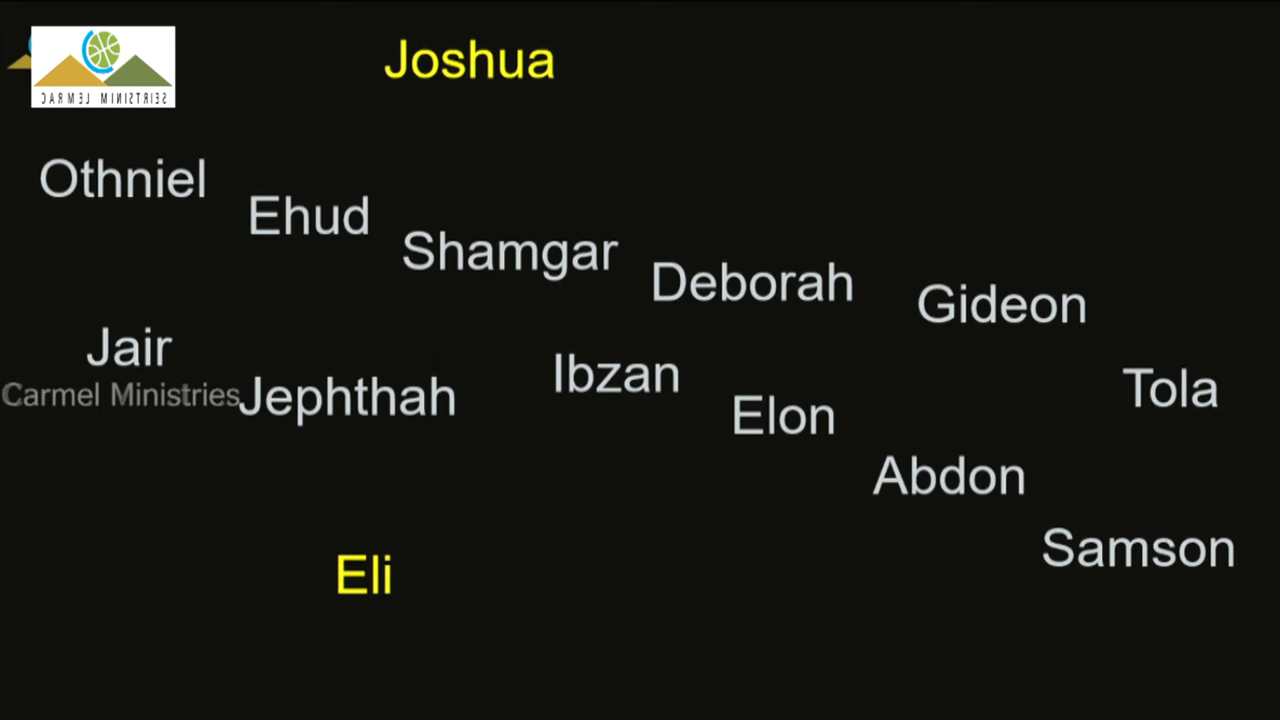 Joshua
CARMEL MINISTRIES
Othniel
Ehud
Shamgar
Deborah
Gideon
Jair
Carmel Ministries
Jephthah
Ibzan
Elon
Tola
Abdon
Samson
Eli